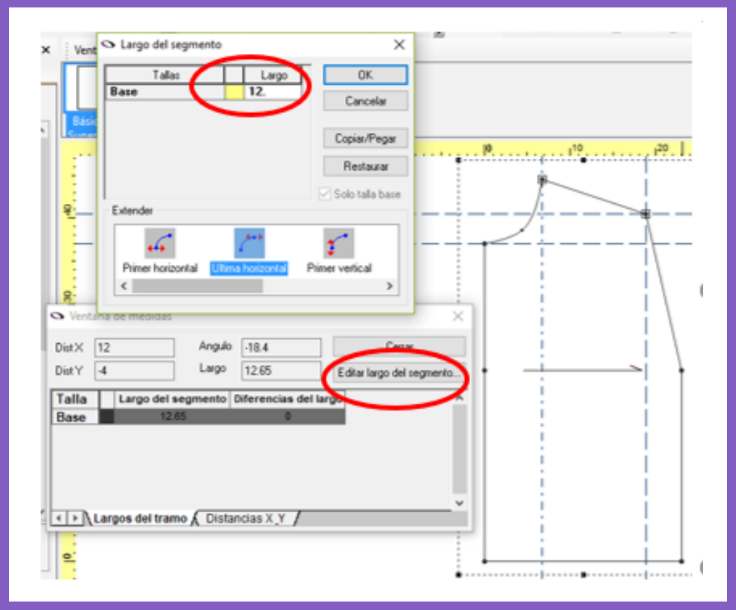 Vent
Largo del segmento
Tallas Largo
Base 12.
OK
Cancelar
Copiar/Pegar
Restaurar
Solo talla base
Extender
Primer horizontal Ultima horizontal Primer vertical
Básic
10 20
40
30
Ventana de medidas
Dist X 12 Angulo -18.4 Cerrar
Dist Y -4 Largo 12.65 Editar largo del segmento...
Talla Largo del segmento Diferencias del largo
Base 12.65 0
Largos del tramo Distancias X_Y
0